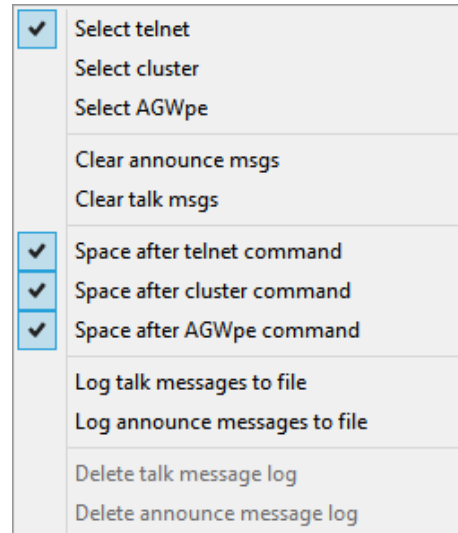 Select telnet
Select cluster
Select AGWpe
Clear announce msgs
Clear talk msgs
Space after telnet command
Space after cluster command
Space after AGWpe command
Log talk messages to file
Log announce messages to file
Delete talk message log
Delete announce message log